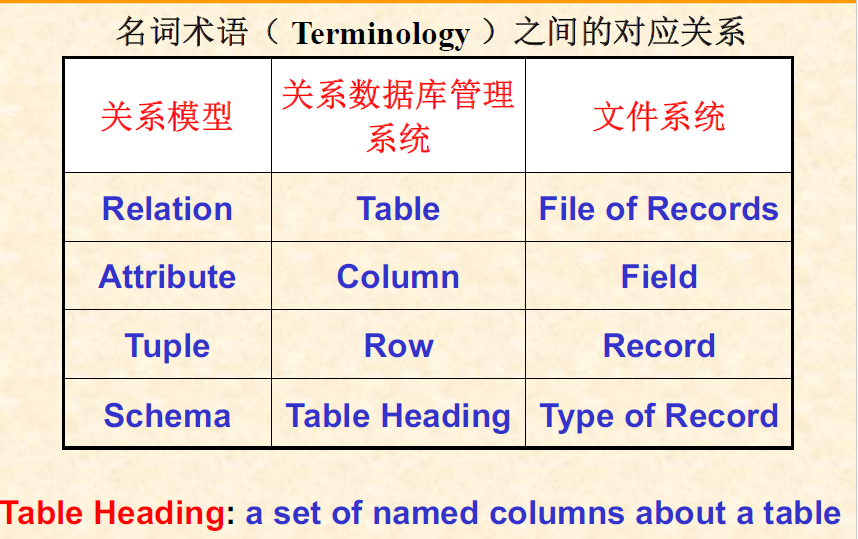 名词术语（ Terminology ）之间的对应关系
关系模型
关系数据库管理
系统
文件系统
Relation
Table
File of Records
Attribute
Column
Field
Tuple
Row
Record
Schema
Table Heading
Type of Record
Table Heading: a set of named columns about a table